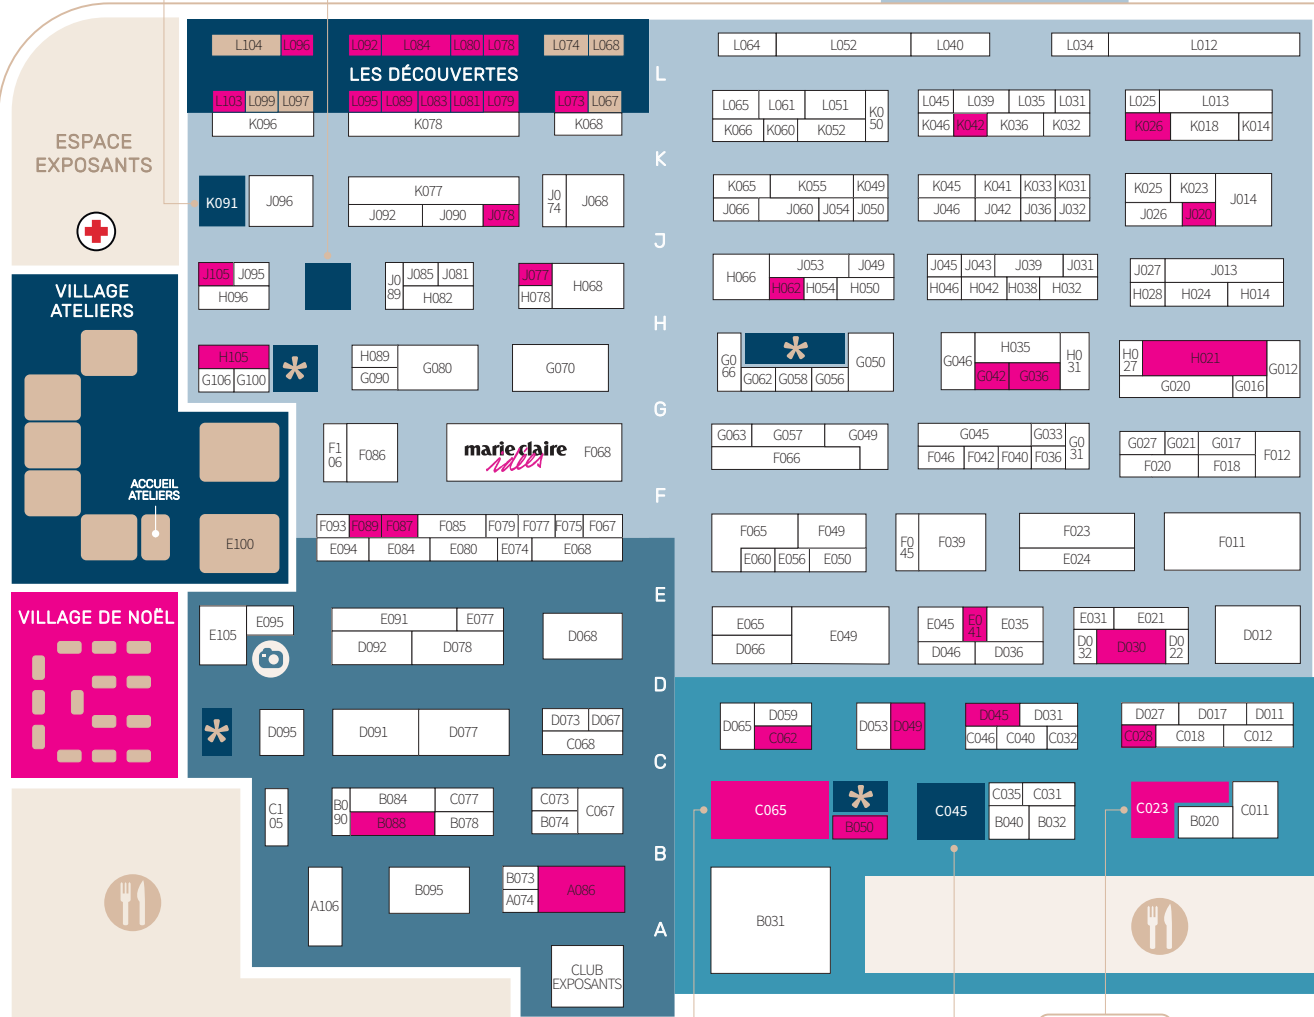 L104 L096 L092 L084 L080 L078 L074 L068
LES DÉCOUVERTES
L103 L099 L097 L095 L089 L083 L081 L079 L073 L067
K096 K078 K068
L064 L052 L040 L034 L012
L
L065 L061 L051 K0
50
L045 L039 L035 L031 L025 L013
K066 K060 K052 K046 K042 K036 K032 K026 K018 K014
ESPACE
EXPOSANTS
K
K091 J096 K077 J0
74
J068
J092 J090 J078
K065 K055 K049 K045 K041 K033 K031 K025 K023 J014
J066 J060 J054 J050 J046 J042 J036 J032 J026 J020
J
J105 J095 J0
89
J085 J081 J077 H068
H096 H082 H078
H066 J053 J049 J045 J043 J039 J031 J027 J013
H062 H054 H050 H046 H042 H038 H032 H028 H024 H014
VILLAGE
ATELIERS
H
H105 H089 G080 G070
G106 G100 G090
G0
66
G050 G046 H035 H0
31
H0
27
H021 G012
G062 G058 G056 G042 G036 G020 G016
G
F1
06
F086 marie claire
idées
F068
G063 G057 G049 G045 G033 G0
31
G027 G021 G017 F012
F066 F046 F042 F040 F036 F020 F018
ACCUEIL
ATELIERS
E100
F
F093 F089 F087 F085 F079 F077 F075 F067
E094 E084 E080 E074 E068
F065 F049 F0
45
F039 F023 F011
E060 E056 E050 E024
E
VILLAGE DE NOËL
E105 E095 E091 E077 D068
D092 D078
E065 E049 E045 E0
41
E035 E031 E021 D012
D066 D046 D036 D0
32
D030 D0
22
D
D095 D091 D077 D073 D067
C068
D065 D059 D053 D049 D045 D031 D027 D017 D011
C062 C046 C040 C032 C028 C018 C012
C
C1
05
B0
90
B084 C077 C073 C067
B088 B078 B074
C065 B050 C045 C035 C031 C023 C011
B040 B032 B020
B
A106 B095 B073 A086
A074
B031
A
CLUB
EXPOSANTS